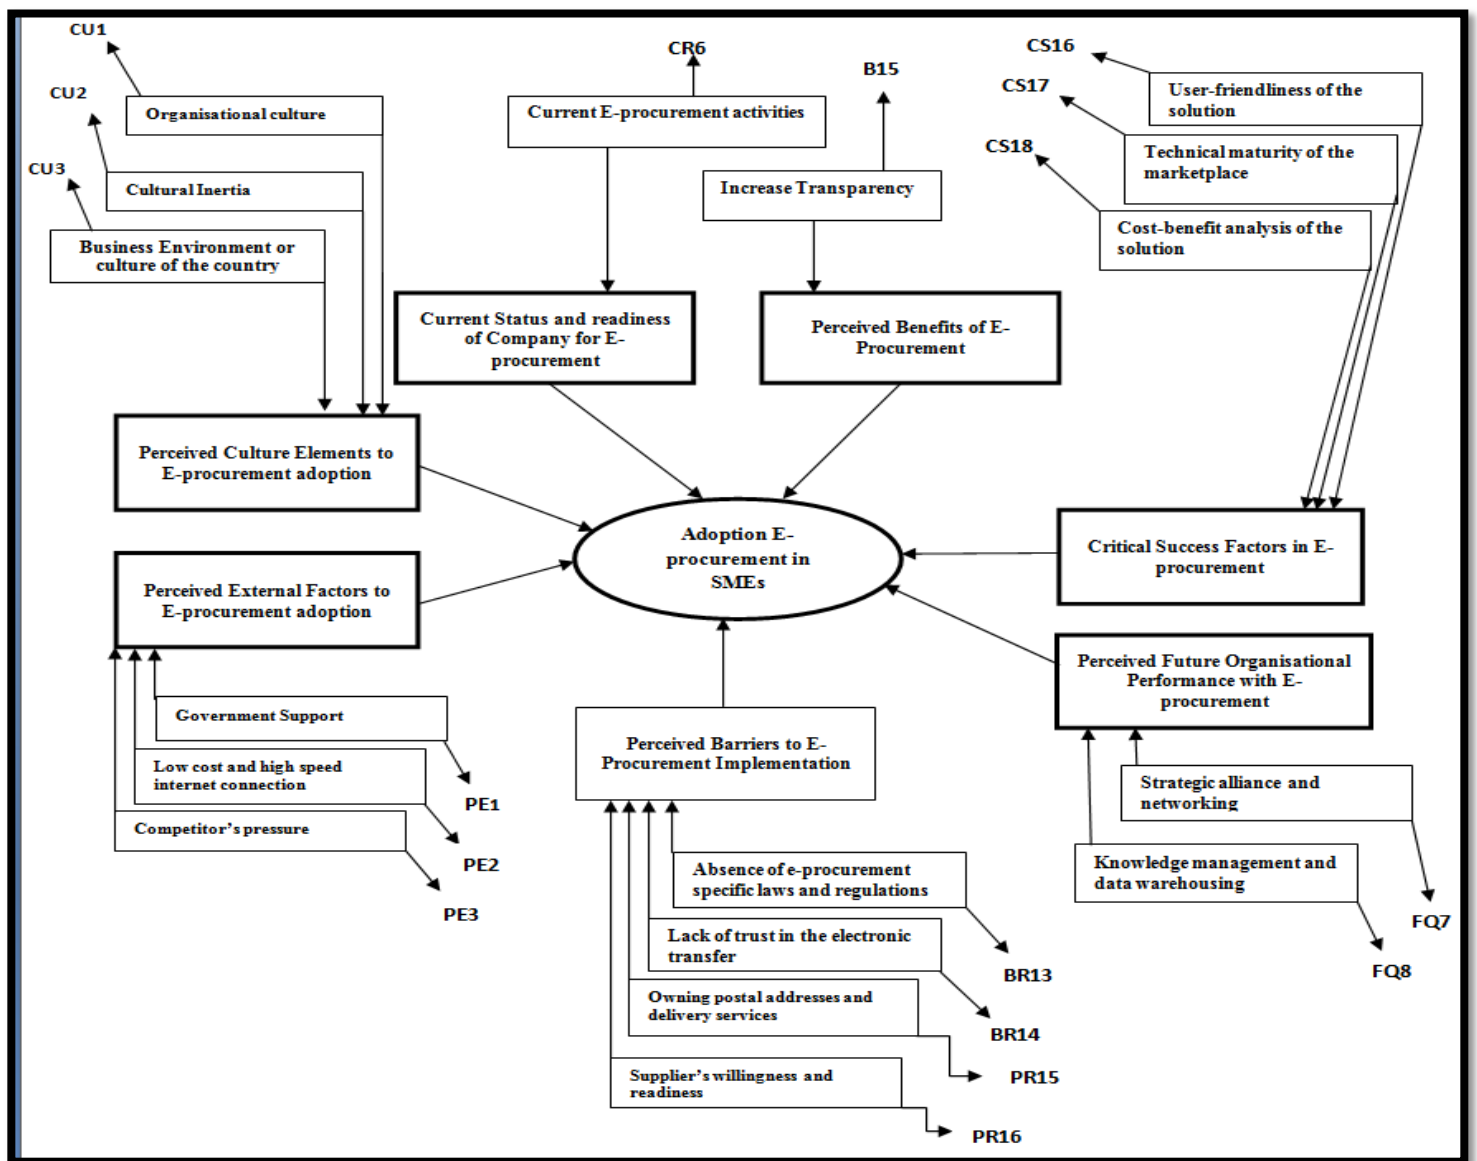 CU1
Organisational culture
CU2
Cultural Inertia
CU3
Business Environment or
culture of the country
CR6
Current E-procurement activities
B15
Increase Transparency
CS16
User-friendliness of the
solution
CS17
Technical maturity of the
marketplace
CS18
Cost-benefit analysis of the
solution
Current Status and readiness
of Company for E-
procurement
Perceived Benefits of E-
Procurement
Perceived Culture Elements to
E-procurement adoption
Adoption E-
procurement in
SMEs
Critical Success Factors in E-
procurement
Perceived External Factors to
E-procurement adoption
Perceived Future Organisational
Performance with E-
procurement
Government Support
PE1
Low cost and high speed
internet connection
PE2
Competitor's pressure
PE3
Perceived Barriers to E-
Procurement Implementation
Strategic alliance and
networking
FQ7
Knowledge management and
data warehousing
FQ8
Absence of e-procurement
specific laws and regulations
BR13
Lack of trust in the electronic
transfer
BR14
Owning postal addresses and
delivery services
PR15
Supplier's willingness and
readiness
PR16